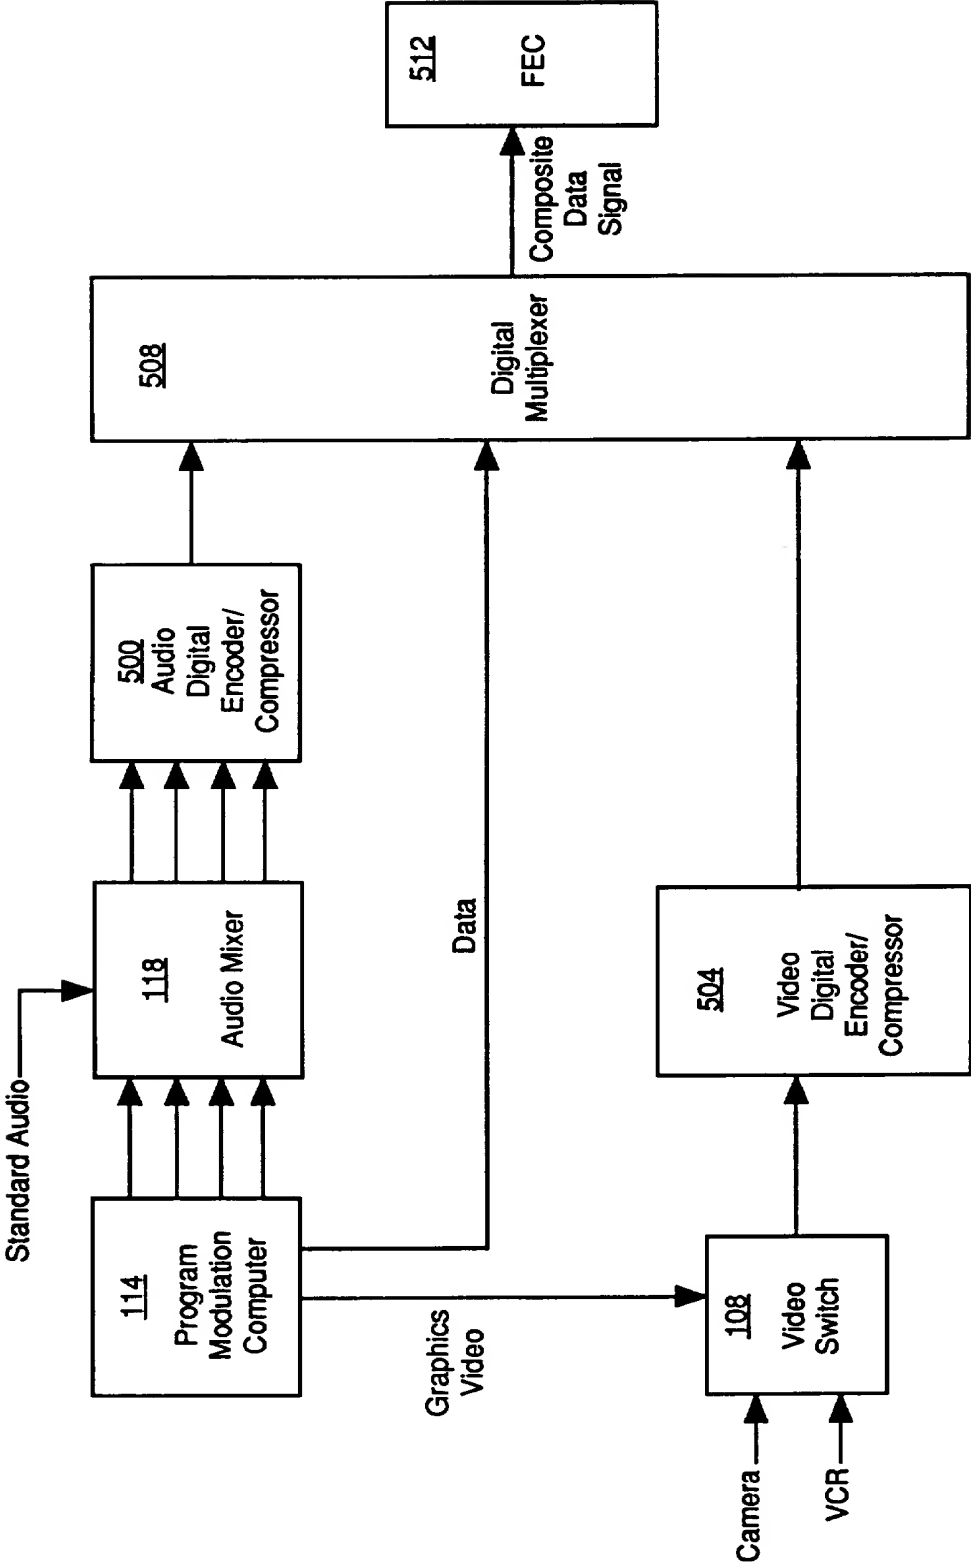 Standard Audio
114
Program
Modulation
Computer
118
Audio Mixer
500
Audio
Digital
Encoder/
Compressor
508
Digital
Multiplexer
512
FEC
Composite
Data
Signal
Data
Graphics
Video
Camera
VCR
108
Video
Switch
504
Video
Digital
Encoder/
Compressor